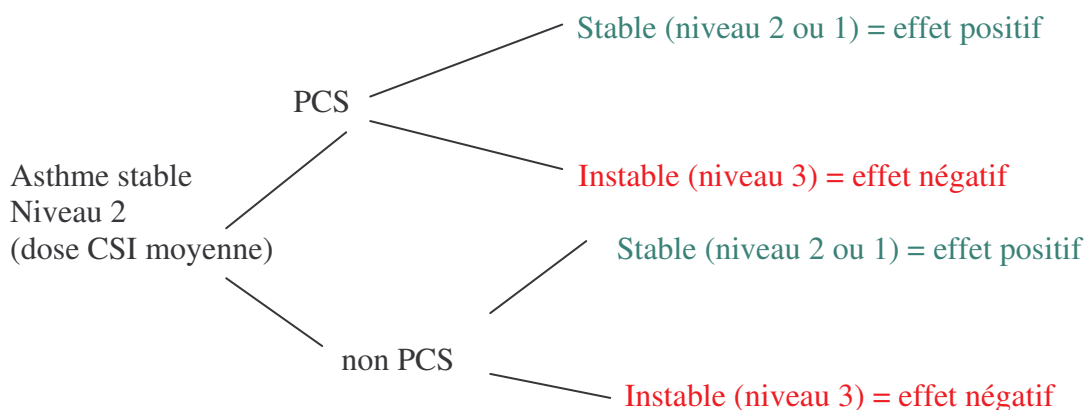 Stable (niveau 2 ou 1) = effet positif
PCS
Instable (niveau 3) = effet négatif
Asthme stable
Niveau 2
(dose CSI moyenne)
Stable (niveau 2 ou 1) = effet positif
non PCS
Instable (niveau 3) = effet négatif